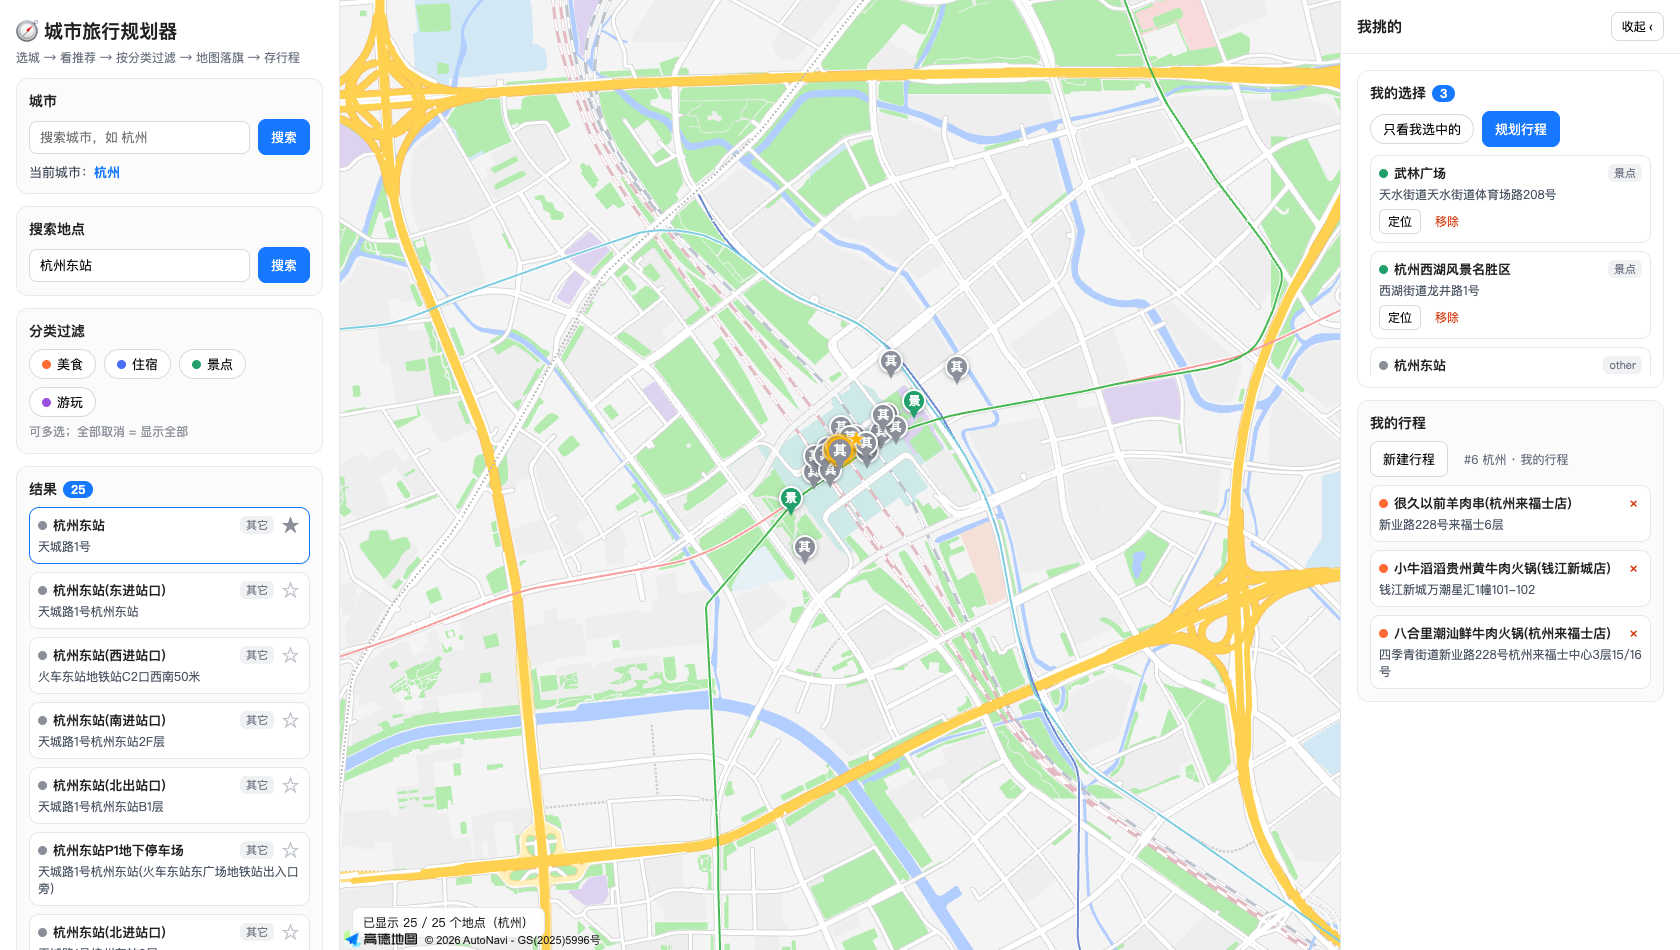 城市旅行规划器
选城 → 看推荐 → 按分类过滤 → 地图落旗 → 存行程
城市
搜索城市，如 杭州
搜索
当前城市：杭州
搜索地点
杭州东站
搜索
分类过滤
美食
住宿
景点
游玩
可多选；全部取消 = 显示全部
结果 25
杭州东站 其它
天城路1号
杭州东站(东进站口) 其它
天城路1号杭州东站
杭州东站(西进站口) 其它
火车东站地铁站C2口西南50米
杭州东站(南进站口) 其它
天城路1号杭州东站2F层
杭州东站(北出站口) 其它
天城路1号杭州东站B1层
杭州东站P1地下停车场 其它
天城路1号杭州东站(火车东站东广场地铁站出入口
旁)
杭州东站(北进站口) 其它
其
其
景
其
其
其
其
其
其
景
其
已显示 25 / 25 个地点（杭州）
高德地图 © 2026 AutoNavi - GS(2025)5996号
我挑的
收起 ‹
我的选择 3
只看我选中的
规划行程
武林广场 景点
天水街道天水街道体育场路208号
定位 移除
杭州西湖风景名胜区 景点
西湖街道龙井路1号
定位 移除
杭州东站 other
我的行程
新建行程 #6 杭州 · 我的行程
很久以前羊肉串(杭州来福士店) ×
新业路228号来福士6层
小牛滔滔贵州黄牛肉火锅(钱江新城店) ×
钱江新城万潮星汇1幢101-102
八合里潮汕鲜牛肉火锅(杭州来福士店) ×
四季青街道新业路228号杭州来福士中心3层15/16
号